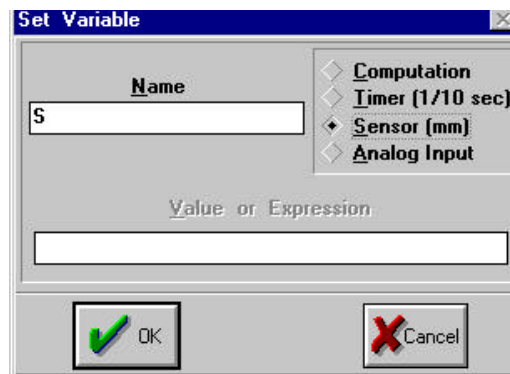 Set Variable
Name
S
Computation
Timer (1/10 sec)
Sensor (mm)
Analog Input
Value or Expression
OK
Cancel